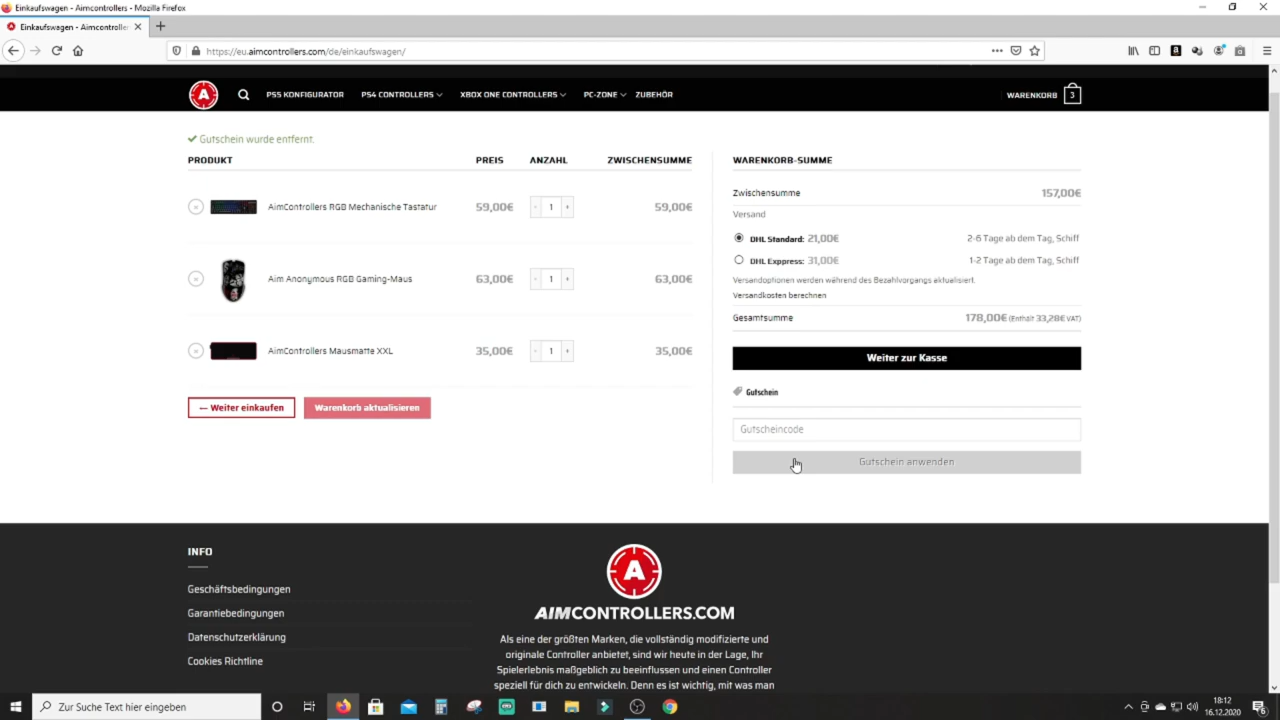 Einkaufswagen - Aimcontrollers - Mozilla Firefox
Einkaufswagen - Aimcontroller
https://eu.aimcontrollers.com/de/einkaufswagen/
PS5 KONFIGURATOR PS4 CONTROLLERS XBOX ONE CONTROLLERS PC-ZONE ZUBEHÖR WARENKORB 3
Gutschein wurde entfernt.
PRODUKT PREIS ANZAHL ZWISCHENSUMME
AimControllers RGB Mechanische Tastatur 59,00€ - 1 + 59,00€
Aim Anonymous RGB Gaming-Maus 63,00€ - 1 + 63,00€
AimControllers Mausmatte XXL 35,00€ - 1 + 35,00€
← Weiter einkaufen Warenkorb aktualisieren
WARENKORB-SUMME
Zwischensumme 157,00€
Versand
DHL Standard: 21,00€ 2-6 Tage ab dem Tag, Schiff
DHL Exppress: 31,00€ 1-2 Tage ab dem Tag, Schiff
Versandoptionen werden während des Bezahlvorgangs aktualisiert.
Versandkosten berechnen
Gesamtsumme 178,00€ (Enthält 33,28€ VAT)
Weiter zur Kasse
Gutschein
Gutscheincode
Gutschein anwenden
INFO
Geschäftsbedingungen
Garantiebedingungen
Datenschutzerklärung
Cookies Richtlinie
A
AIMCONTROLLERS.COM
Als eine der größten Marken, die vollständig modifizierte und
originale Controller anbietet, sind wir heute in der Lage, Ihr
Spielerlebnis maßgeblich zu beeinflussen und einen Controller
speziell für dich zu entwickeln. Denn es ist wichtig, mit was man
Zur Suche Text hier eingeben
18:12
16.12.2020
6